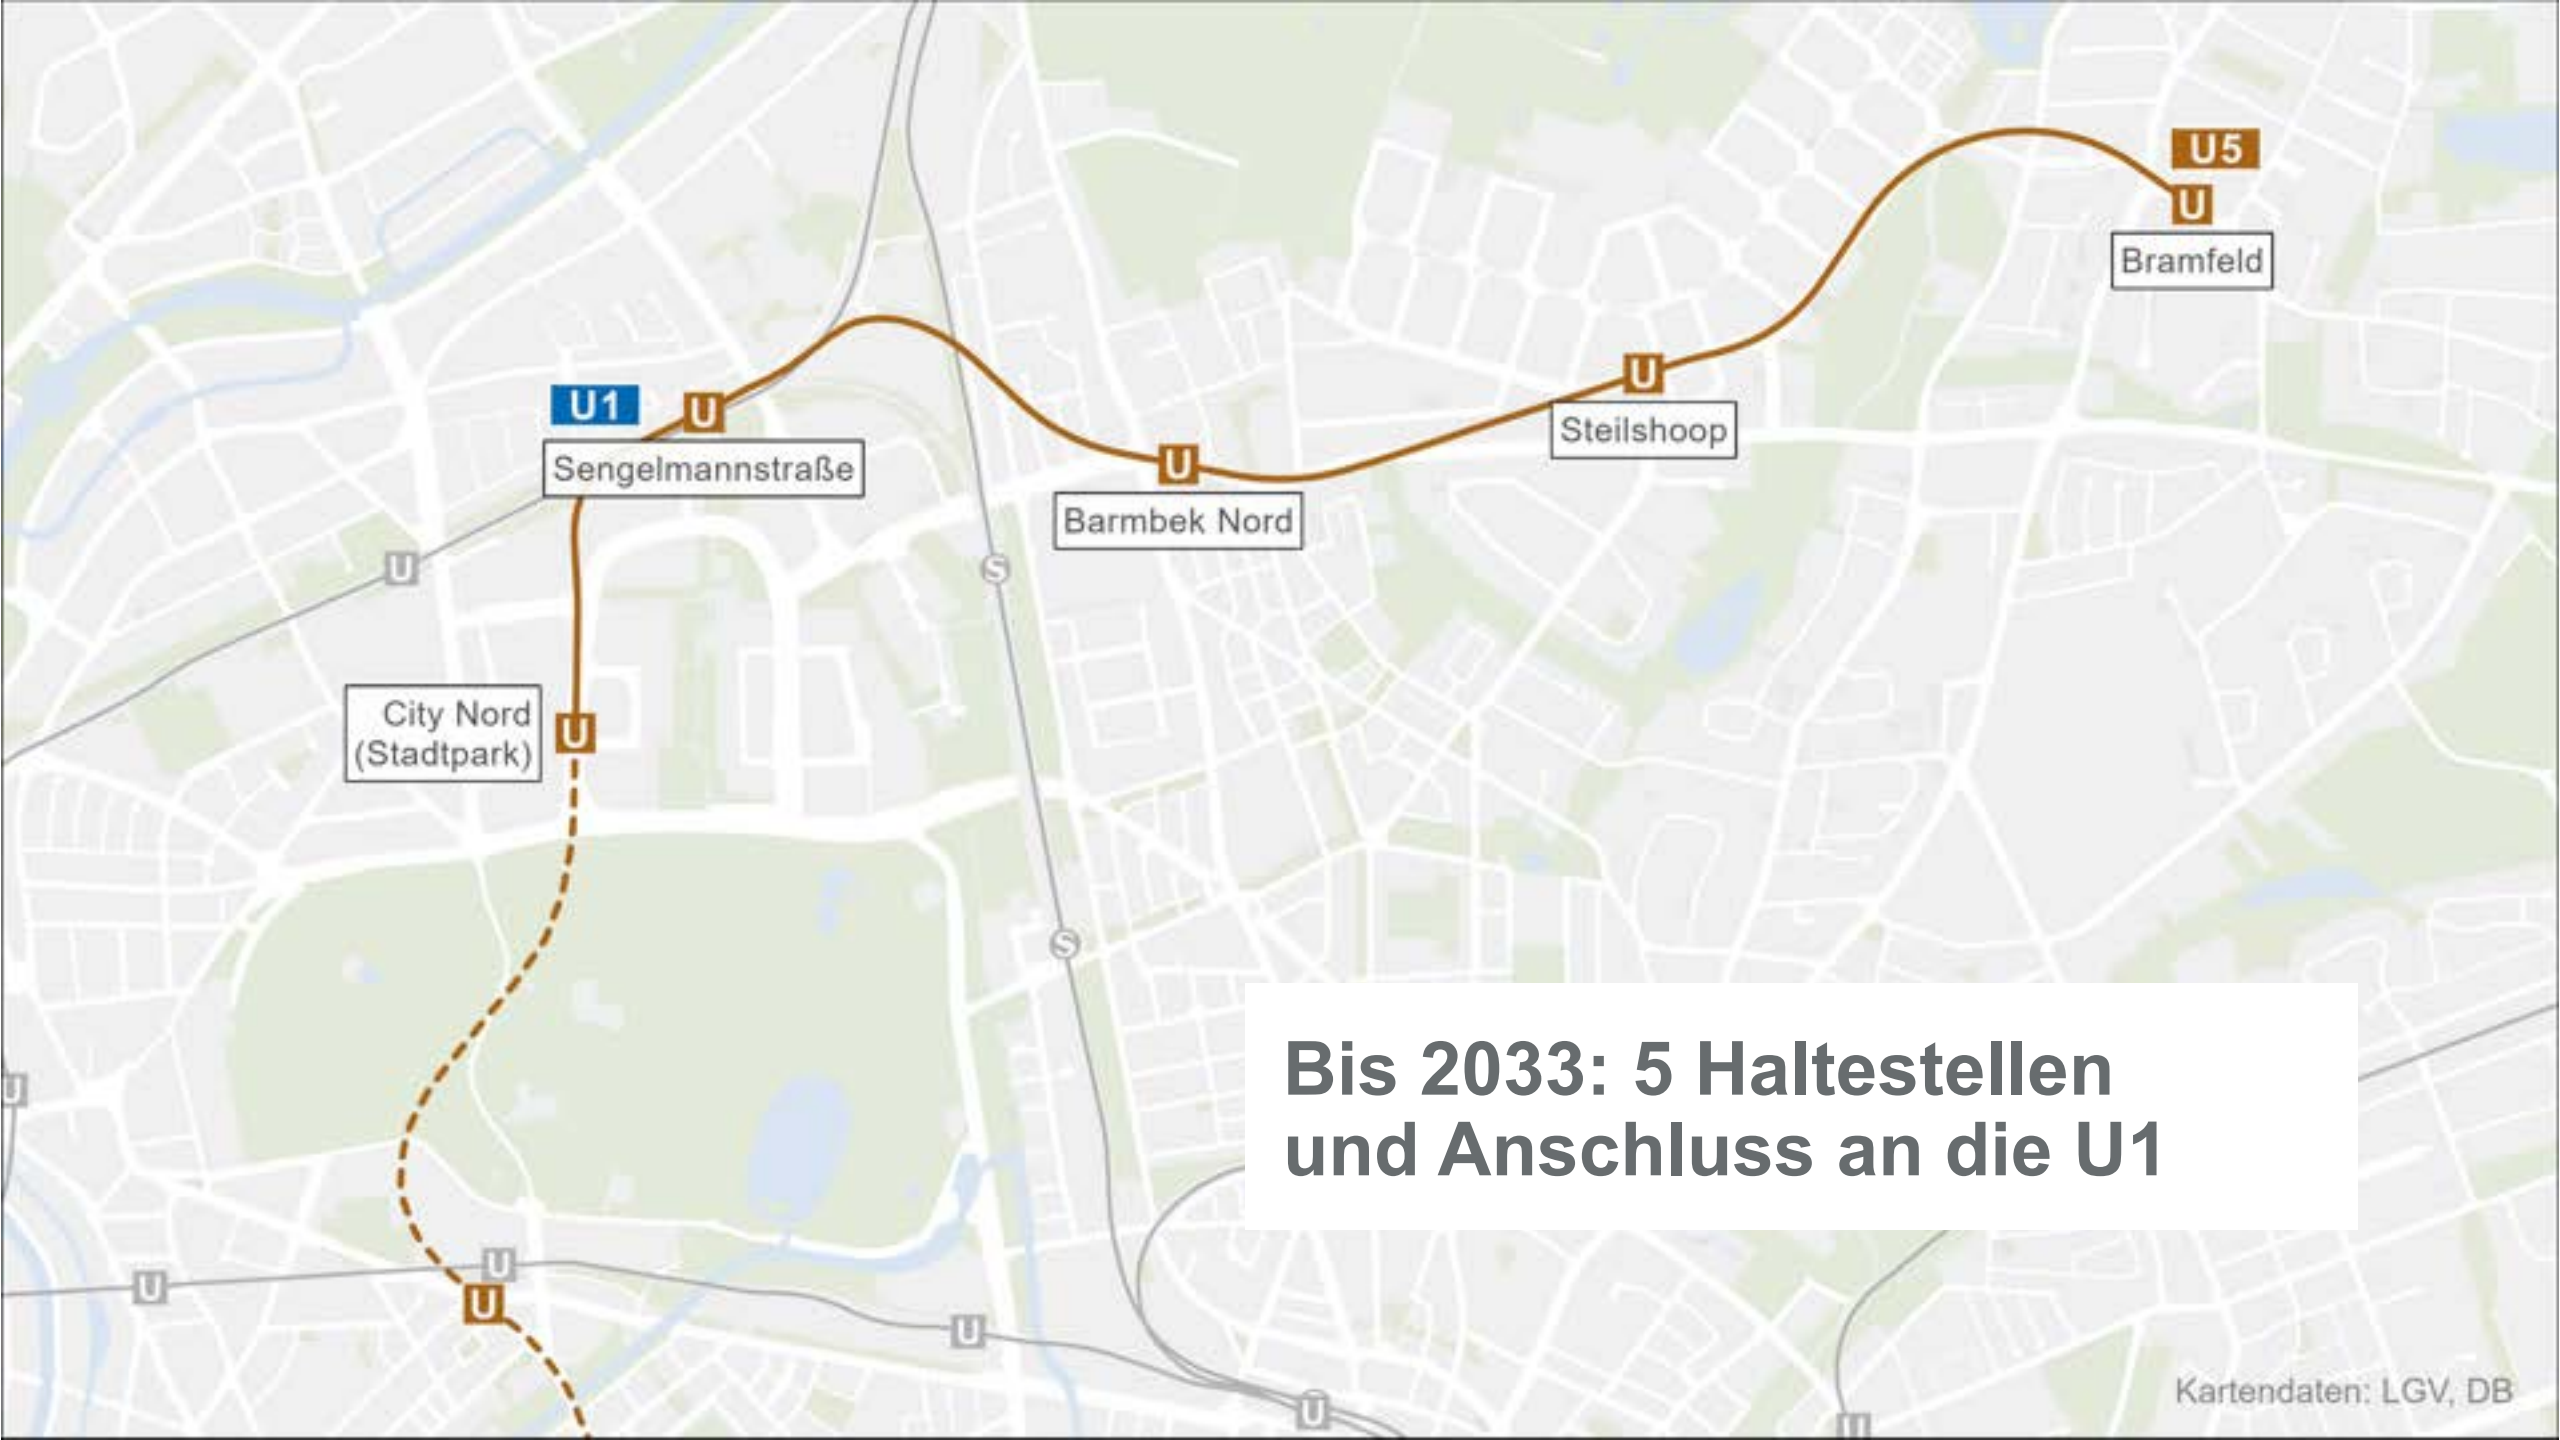 U5
U
Bramfeld
U1
U
Sengelmannstraße
U
Steilshoop
U
Barmbek Nord
U
S
City Nord
(Stadtpark)
U
S
Bis 2033: 5 Haltestellen
und Anschluss an die U1
U
U
U
U
U
U
Kartendaten: LGV, DB
U
U